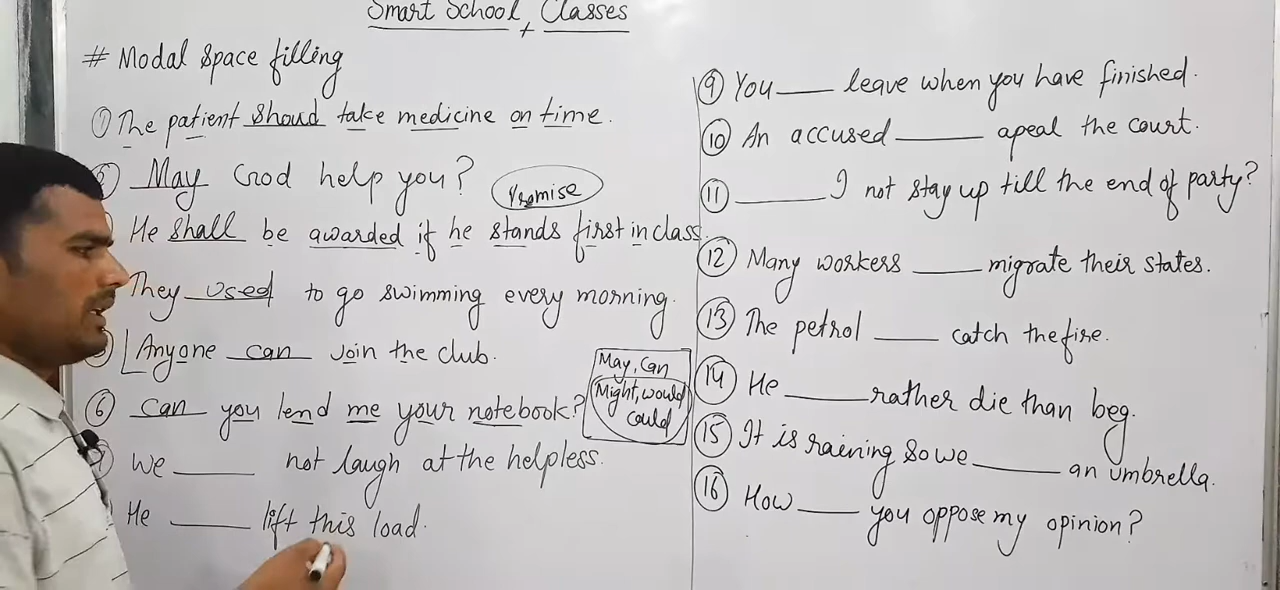 Smart School, Classes
# Modal Space filling
① The patient Shoud take medicine on time.
May God help you?
Promise
He Shall be awarded if he stands first in class.
They used to go swimming every morning.
Anyone can Join the club.
May, Can
Might, would
could
⑥ can you lend me your notebook?
We ____ not laugh at the helpless.
He ____ lift this load.
⑨ You ____ leave when you have finished.
⑩ An accused ____ apeal the court.
⑪ ____ I not stay up till the end of party?
⑫ Many workers ____ migrate their states.
⑬ The petrol ____ catch the fire.
⑭ He ____ rather die than beg.
⑮ It is raining So we ____ an umbrella.
⑯ How ____ you oppose my opinion?